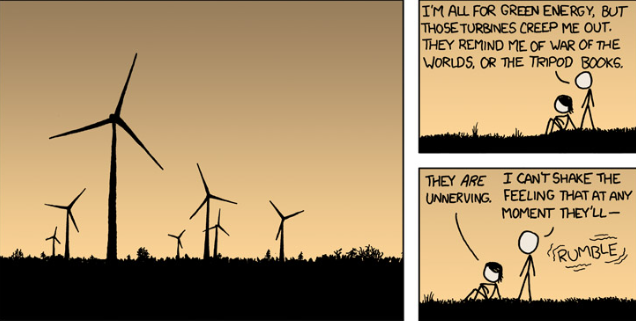 I'M ALL FOR GREEN ENERGY, BUT
THOSE TURBINES CREEP ME OUT.
THEY REMIND ME OF WAR OF THE
WORLDS, OR THE TRIPOD BOOKS.
THEY ARE
UNNERVING.
I CAN'T SHAKE THE
FEELING THAT AT ANY
MOMENT THEY'LL—
RUMBLE